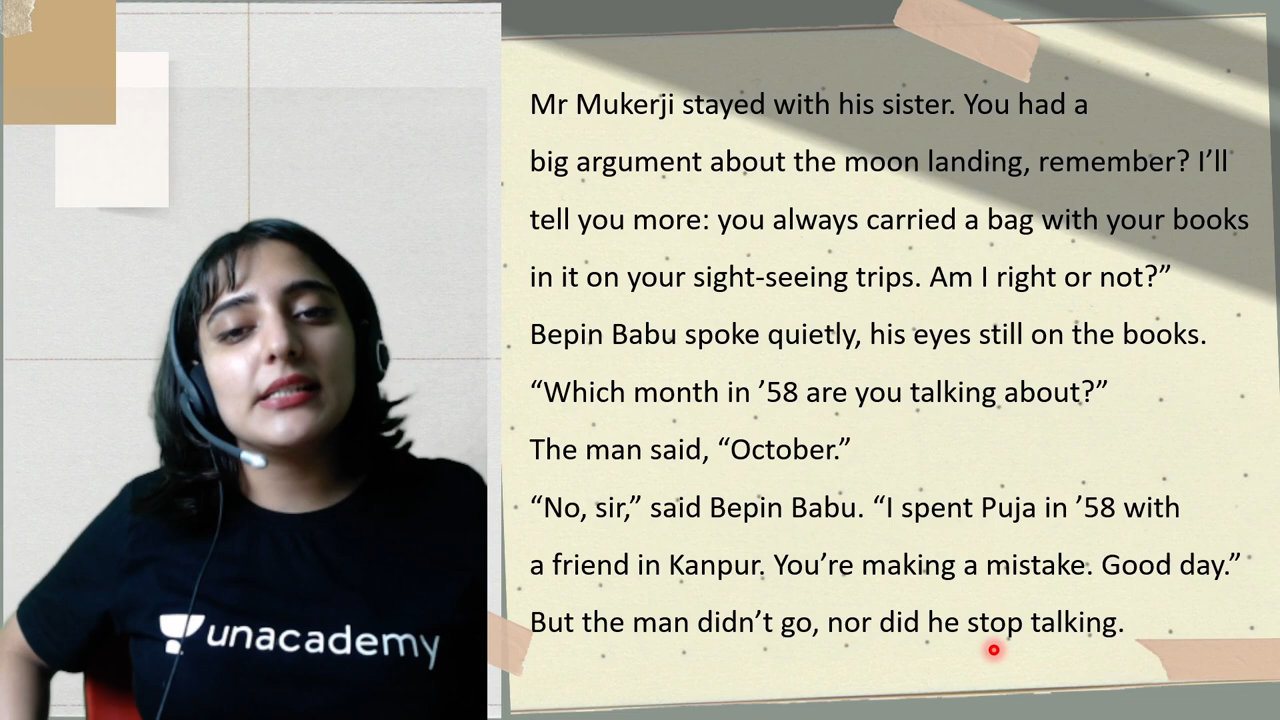 Mr Mukerji stayed with his sister. You had a
big argument about the moon landing, remember? I’ll
tell you more: you always carried a bag with your books
in it on your sight-seeing trips. Am I right or not?”
Bepin Babu spoke quietly, his eyes still on the books.
“Which month in ’58 are you talking about?”
The man said, “October.”
“No, sir,” said Bepin Babu. “I spent Puja in ’58 with
a friend in Kanpur. You’re making a mistake. Good day.”
But the man didn’t go, nor did he stop talking.
unacademy